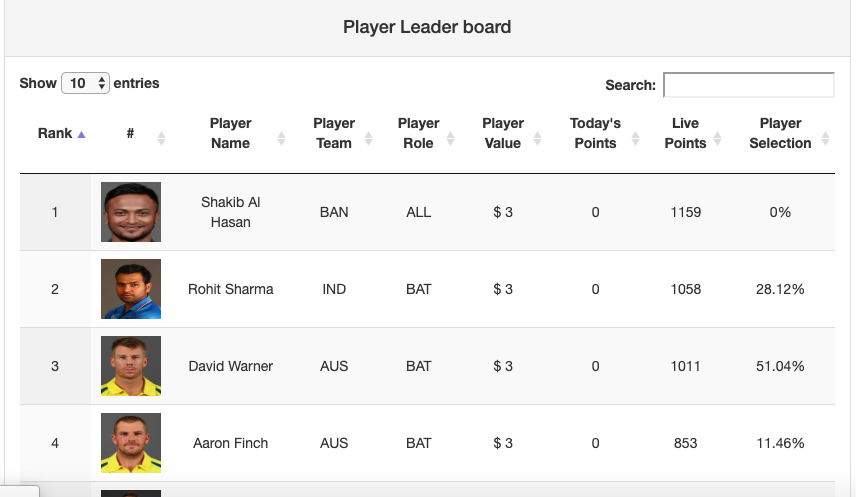 Player Leader board
Show 10 entries
Search:
Rank # Player Name Player Team Player Role Player Value Today's Points Live Points Player Selection
1 Shakib Al Hasan BAN ALL $ 3 0 1159 0%
2 Rohit Sharma IND BAT $ 3 0 1058 28.12%
3 David Warner AUS BAT $ 3 0 1011 51.04%
4 Aaron Finch AUS BAT $ 3 0 853 11.46%